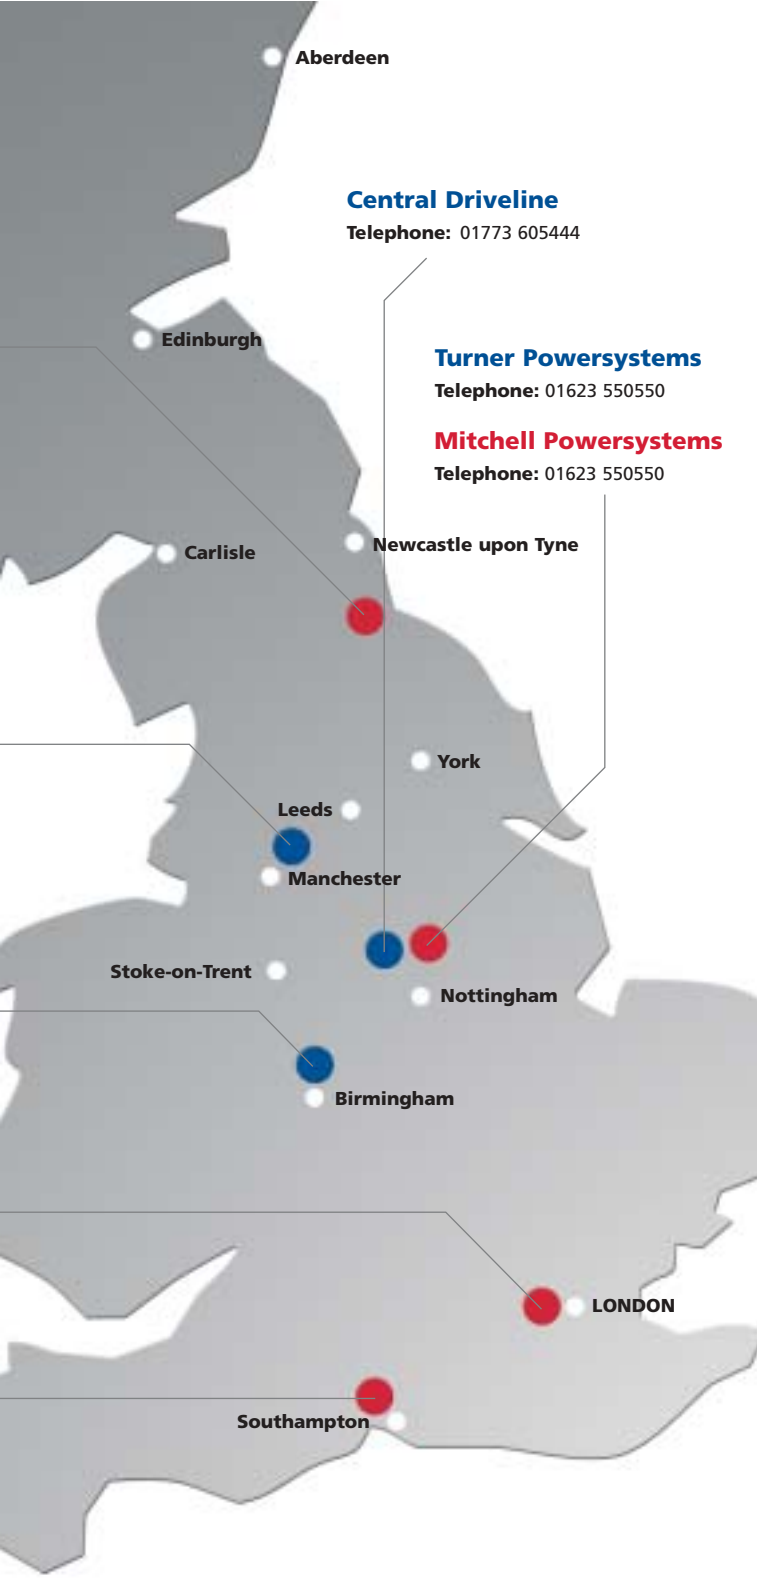 Aberdeen
Central Driveline
Telephone: 01773 605444
Edinburgh
Turner Powersystems
Telephone: 01623 550550
Mitchell Powersystems
Telephone: 01623 550550
Carlisle
Newcastle upon Tyne
York
Leeds
Manchester
Stoke-on-Trent
Nottingham
Birmingham
LONDON
Southampton